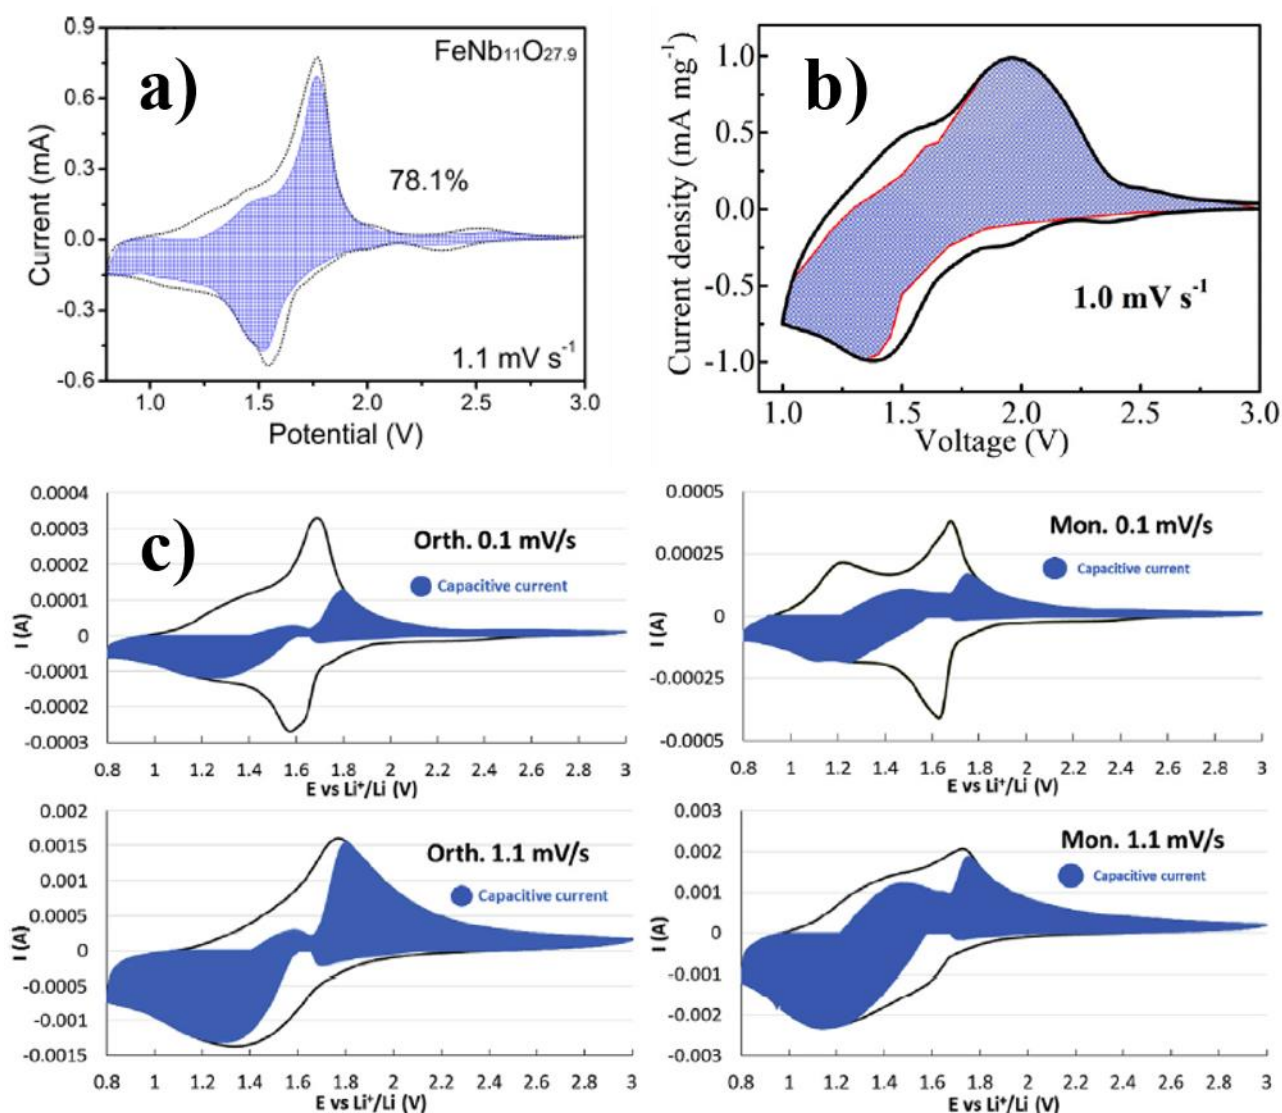 a)
FeNb₁₁O₂₇.₉
0.9
0.6
0.3
0.0
-0.3
-0.6
Current (mA)
78.1%
1.1 mV s⁻¹
1.0 1.5 2.0 2.5 3.0
Potential (V)
b)
1.0
0.5
0.0
-0.5
-1.0
Current density (mA mg⁻¹)
1.0 mV s⁻¹
1.0 1.5 2.0 2.5 3.0
Voltage (V)
c)
0.0004
0.0003
0.0002
0.0001
0
-0.0001
-0.0002
-0.0003
I (A)
Orth. 0.1 mV/s
Capacitive current
0.8 1 1.2 1.4 1.6 1.8 2 2.2 2.4 2.6 2.8 3
E vs Li⁺/Li (V)
0.0005
0.00025
0
-0.00025
-0.0005
I (A)
Mon. 0.1 mV/s
Capacitive current
0.8 1 1.2 1.4 1.6 1.8 2 2.2 2.4 2.6 2.8 3
E vs Li⁺/Li (V)
0.002
0.0015
0.001
0.0005
0
-0.0005
-0.001
-0.0015
I (A)
Orth. 1.1 mV/s
Capacitive current
0.8 1 1.2 1.4 1.6 1.8 2 2.2 2.4 2.6 2.8 3
E vs Li⁺/Li (V)
0.003
0.002
0.001
0
-0.001
-0.002
-0.003
I (A)
Mon. 1.1 mV/s
Capacitive current
0.8 1 1.2 1.4 1.6 1.8 2 2.2 2.4 2.6 2.8 3
E vs Li⁺/Li (V)